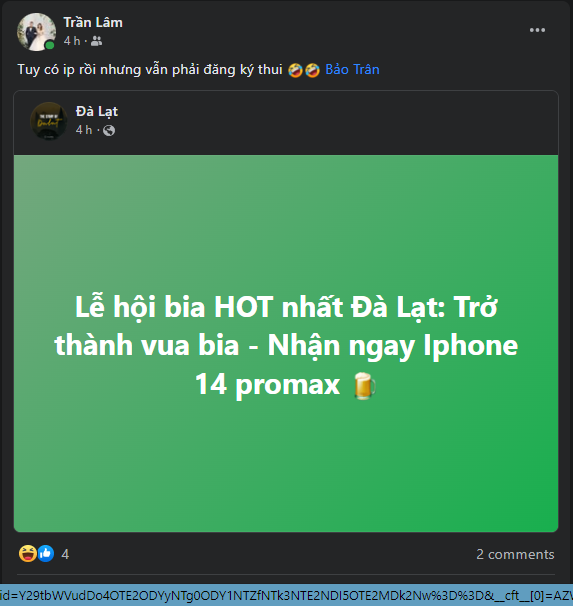 Trần Lâm
4 h ·
Tuy có ip rồi nhưng vẫn phải đăng ký thui 🤣🤣 Bảo Trân
Đà Lạt
4 h ·
Lễ hội bia HOT nhất Đà Lạt: Trở
thành vua bia - Nhận ngay Iphone
14 promax 🍺
4
2 comments
id=Y29tbWVudDo4OTE2ODYyNTg0ODY1NTZfNTk3NTE2NDI5OTE2MDk2Nw%3D%3D&__cft__[0]=AZV